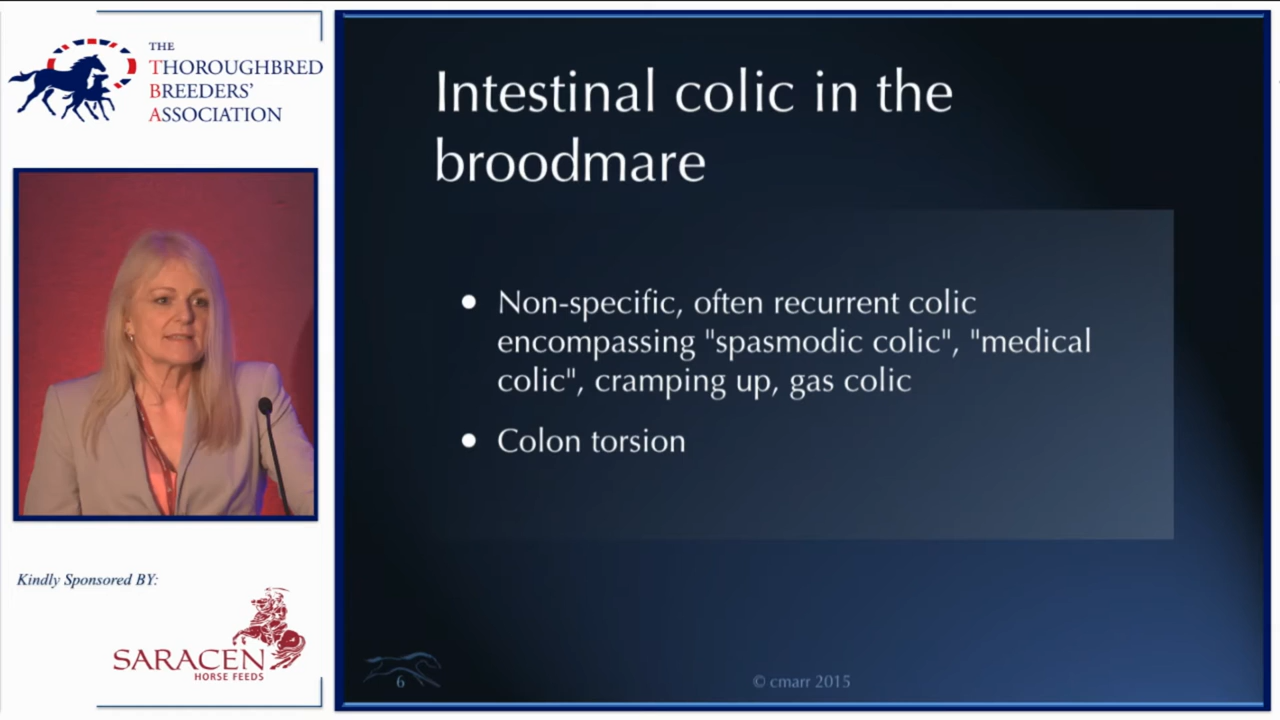 THE
THOROUGHBRED
BREEDERS'
ASSOCIATION
Kindly Sponsored BY:
SARACEN
HORSE FEEDS
Intestinal colic in the
broodmare
● Non-specific, often recurrent colic
encompassing "spasmodic colic", "medical
colic", cramping up, gas colic
● Colon torsion
6
© cmarr 2015